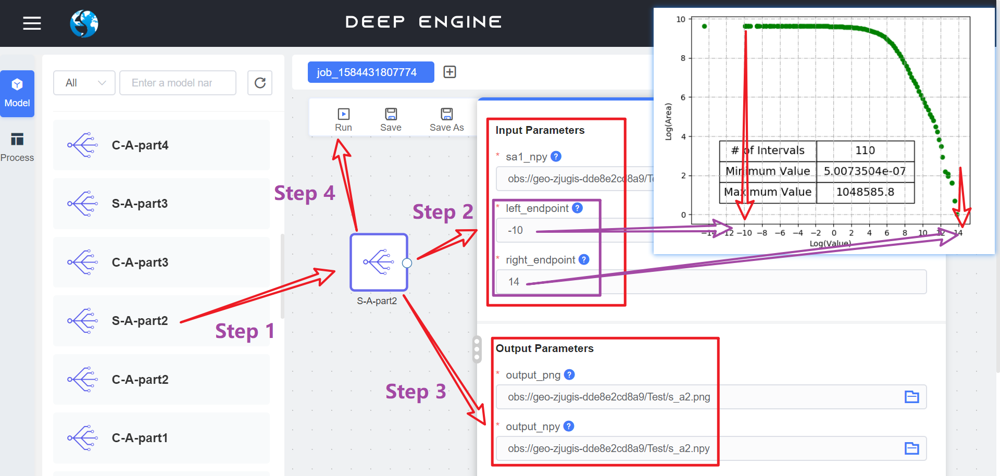 DEEP ENGINE
Model
Process
All
Enter a model nar
C-A-part4
S-A-part3
C-A-part3
S-A-part2
C-A-part2
C-A-part1
job_1584431807774
Run
Save
Save As
Step 1
Step 2
Step 3
Step 4
S-A-part2
Input Parameters
* sa1_npy ?
obs://geo-zjugis-dde8e2cd8a9/Te
* left_endpoint ?
-10
* right_endpoint ?
14
Output Parameters
* output_png ?
obs://geo-zjugis-dde8e2cd8a9/Test/s_a2.png
* output_npy ?
obs://geo-zjugis-dde8e2cd8a9/Test/s_a2.npy
10
8
6
4
2
0
Log(Area)
# of Intervals 110
Minimum Value 5.0073504e-07
Maximum Value 1048585.8
−14 12 −10 −8 −6 −4 −2 0 2 4 6 8 10 12 14
Log(Value)